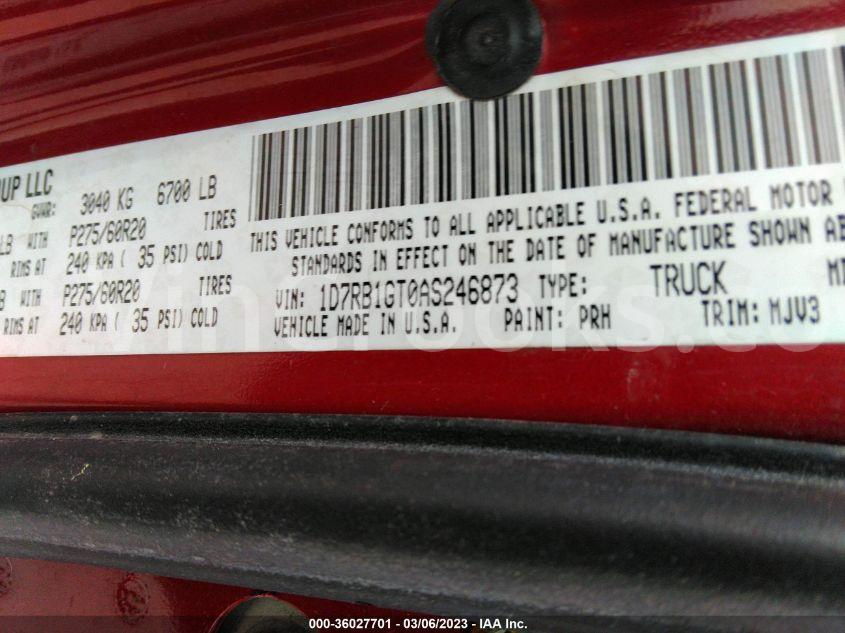 UP LLC
GVWR: 3040 KG 6700 LB
LB WITH P275/60R20 TIRES
RIMS AT 240 KPA ( 35 PSI) COLD
B WITH P275/60R20 TIRES
RIMS AT 240 KPA ( 35 PSI) COLD
THIS VEHICLE CONFORMS TO ALL APPLICABLE U.S.A. FEDERAL MOTOR
STANDARDS IN EFFECT ON THE DATE OF MANUFACTURE SHOWN AB
VIN: 1D7RB1GT0AS246873 TYPE: TRUCK
VEHICLE MADE IN U.S.A. PAINT: PRH TRIM: MJV3
000-36027701 - 03/06/2023 - IAA Inc.